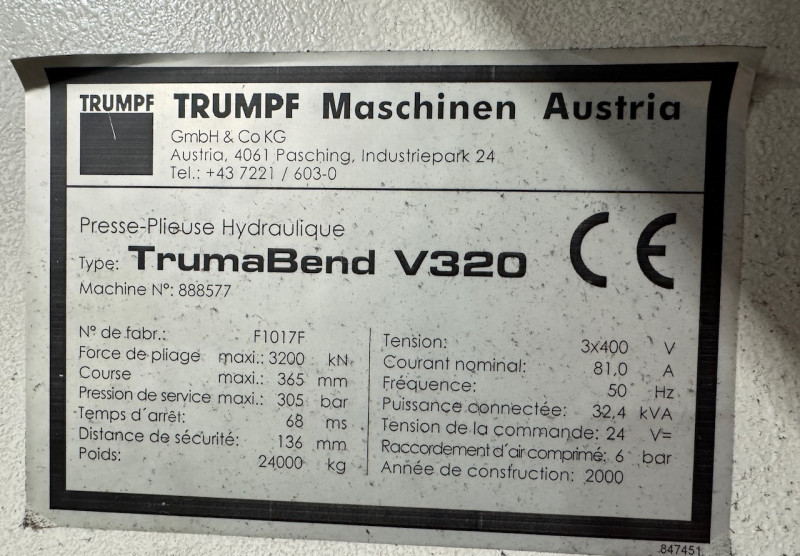 TRUMPF TRUMPF Maschinen Austria
GmbH & Co KG
Austria, 4061 Pasching, Industriepark 24
Tel.: +43 7221 / 603-0
Presse-Plieuse Hydraulique
Type: TrumaBend V320
CE
Machine Nº: 888577
Nº de fabr.: F1017F
Force de pliage maxi.: 3200 kN
Course maxi.: 365 mm
Pression de service maxi.: 305 bar
Temps d´arrêt: 68 ms
Distance de sécurité: 136 mm
Poids: 24000 kg
Tension: 3x400 V
Courant nominal: 81,0 A
Fréquence: 50 Hz
Puissance connectée: 32,4 kVA
Tension de la commande: 24 V=
Raccordement d'air comprimé: 6 bar
Année de construction: 2000
847451